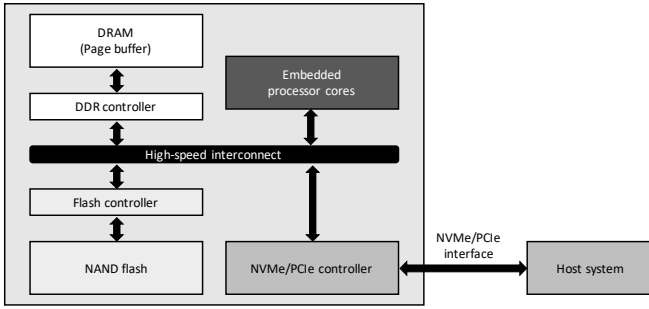 DRAM
(Page buffer)
Embedded
processor cores
DDR controller
High-speed interconnect
Flash controller
NAND flash
NVMe/PCIe controller
NVMe/PCIe
interface
Host system